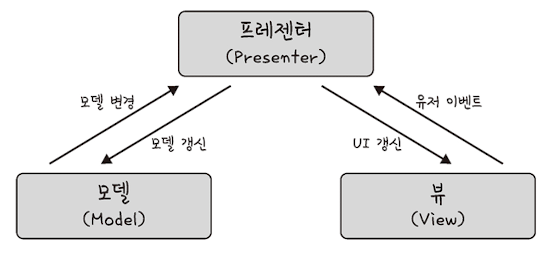 프레젠터
(Presenter)
모델 변경
모델 갱신
UI 갱신
유저 이벤트
모델
(Model)
뷰
(View)